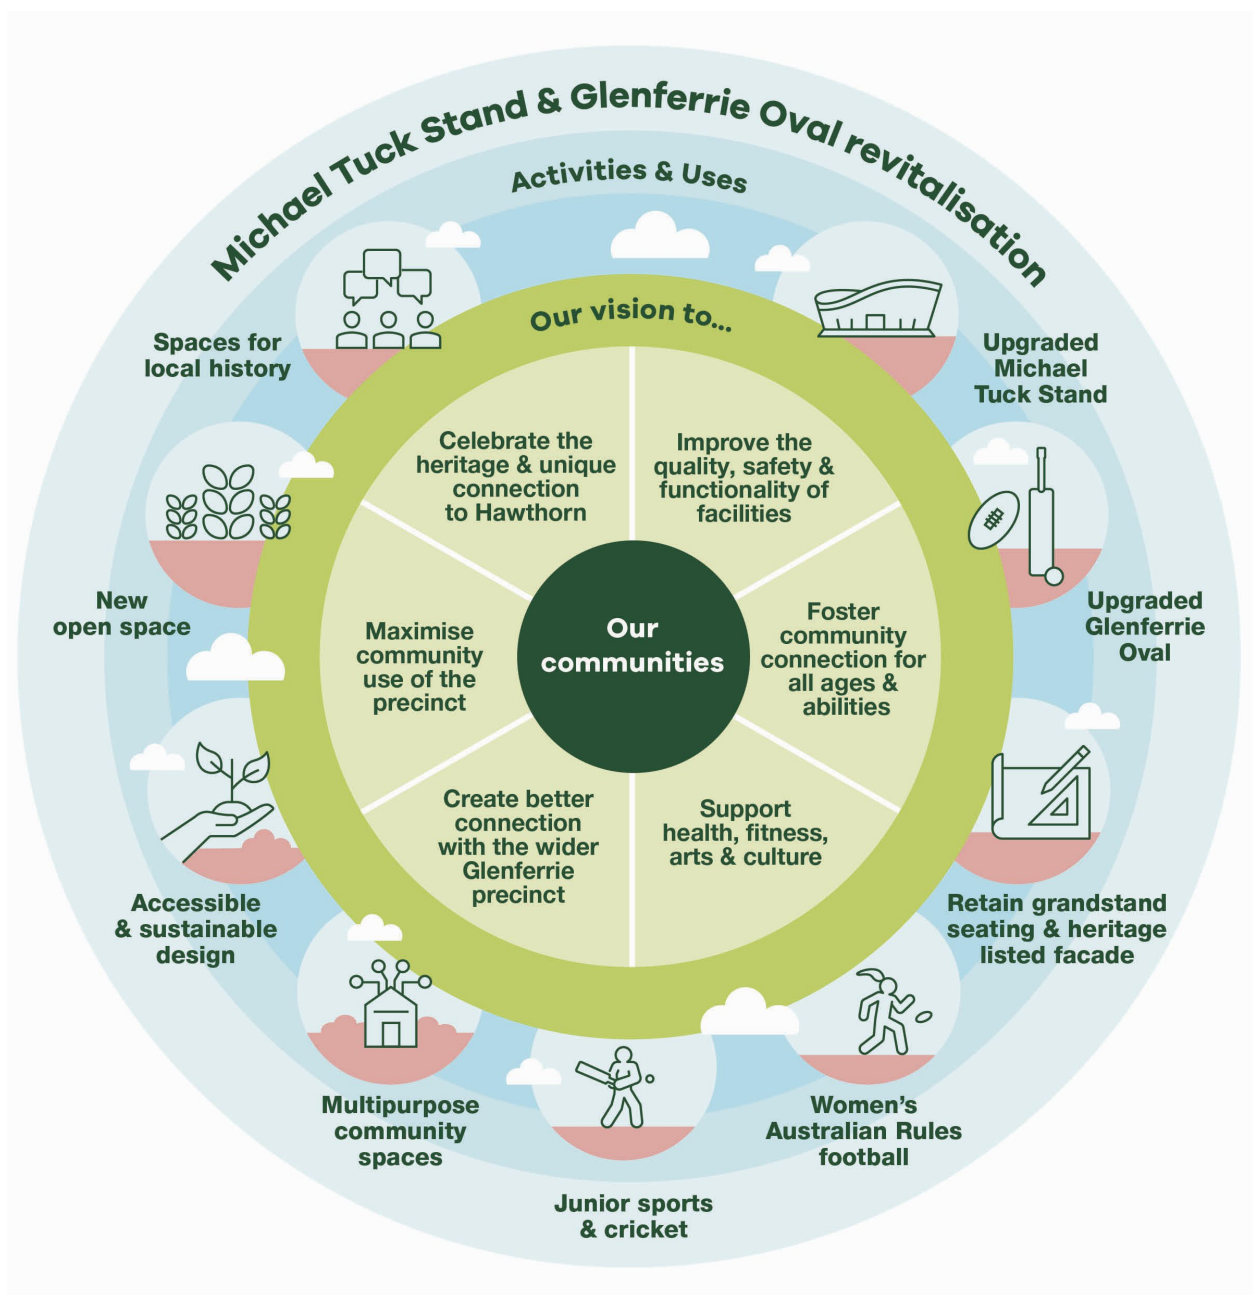 Michael Tuck Stand & Glenferrie Oval revitalisation
Activities & Uses
Our vision to...
Improve the
quality, safety &
functionality of
facilities
Foster
community
connection for
all ages &
abilities
Support
health, fitness,
arts & culture
Create better
connection
with the wider
Glenferrie
precinct
Maximise
community
use of the
precinct
Celebrate the
heritage & unique
connection
to Hawthorn
Our
communities
Upgraded
Michael
Tuck Stand
Upgraded
Glenferrie
Oval
Retain grandstand
seating & heritage
listed facade
Women’s
Australian Rules
football
Junior sports
& cricket
Multipurpose
community
spaces
Accessible
& sustainable
design
New
open space
Spaces for
local history